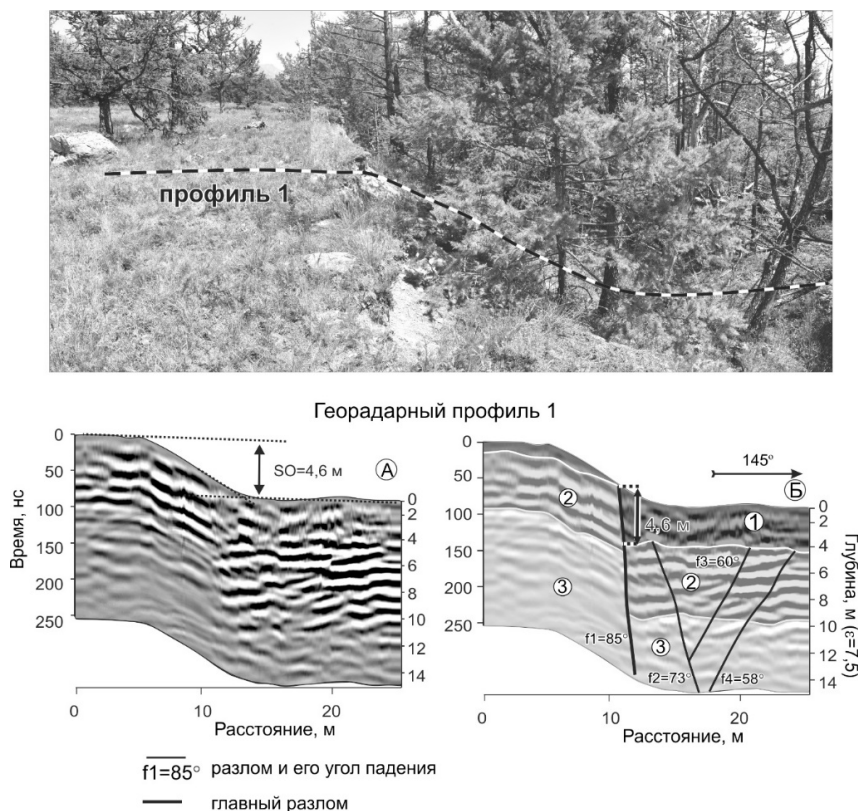 профиль 1
Георадарный профиль 1
0
50
100
150
200
250
Время, нс
SO=4,6 м
А
0
2
4
6
8
10
12
14
0
10
20
Расстояние, м
0
50
100
150
200
250
145°
Б
2
4,6 м
1
f3=60°
2
3
3
f1=85°
f2=73°
f4=58°
0
2
4
6
8
10
12
14
Глубина, м (ε=7,5)
0
10
20
Расстояние, м
f1=85° разлом и его угол падения
главный разлом